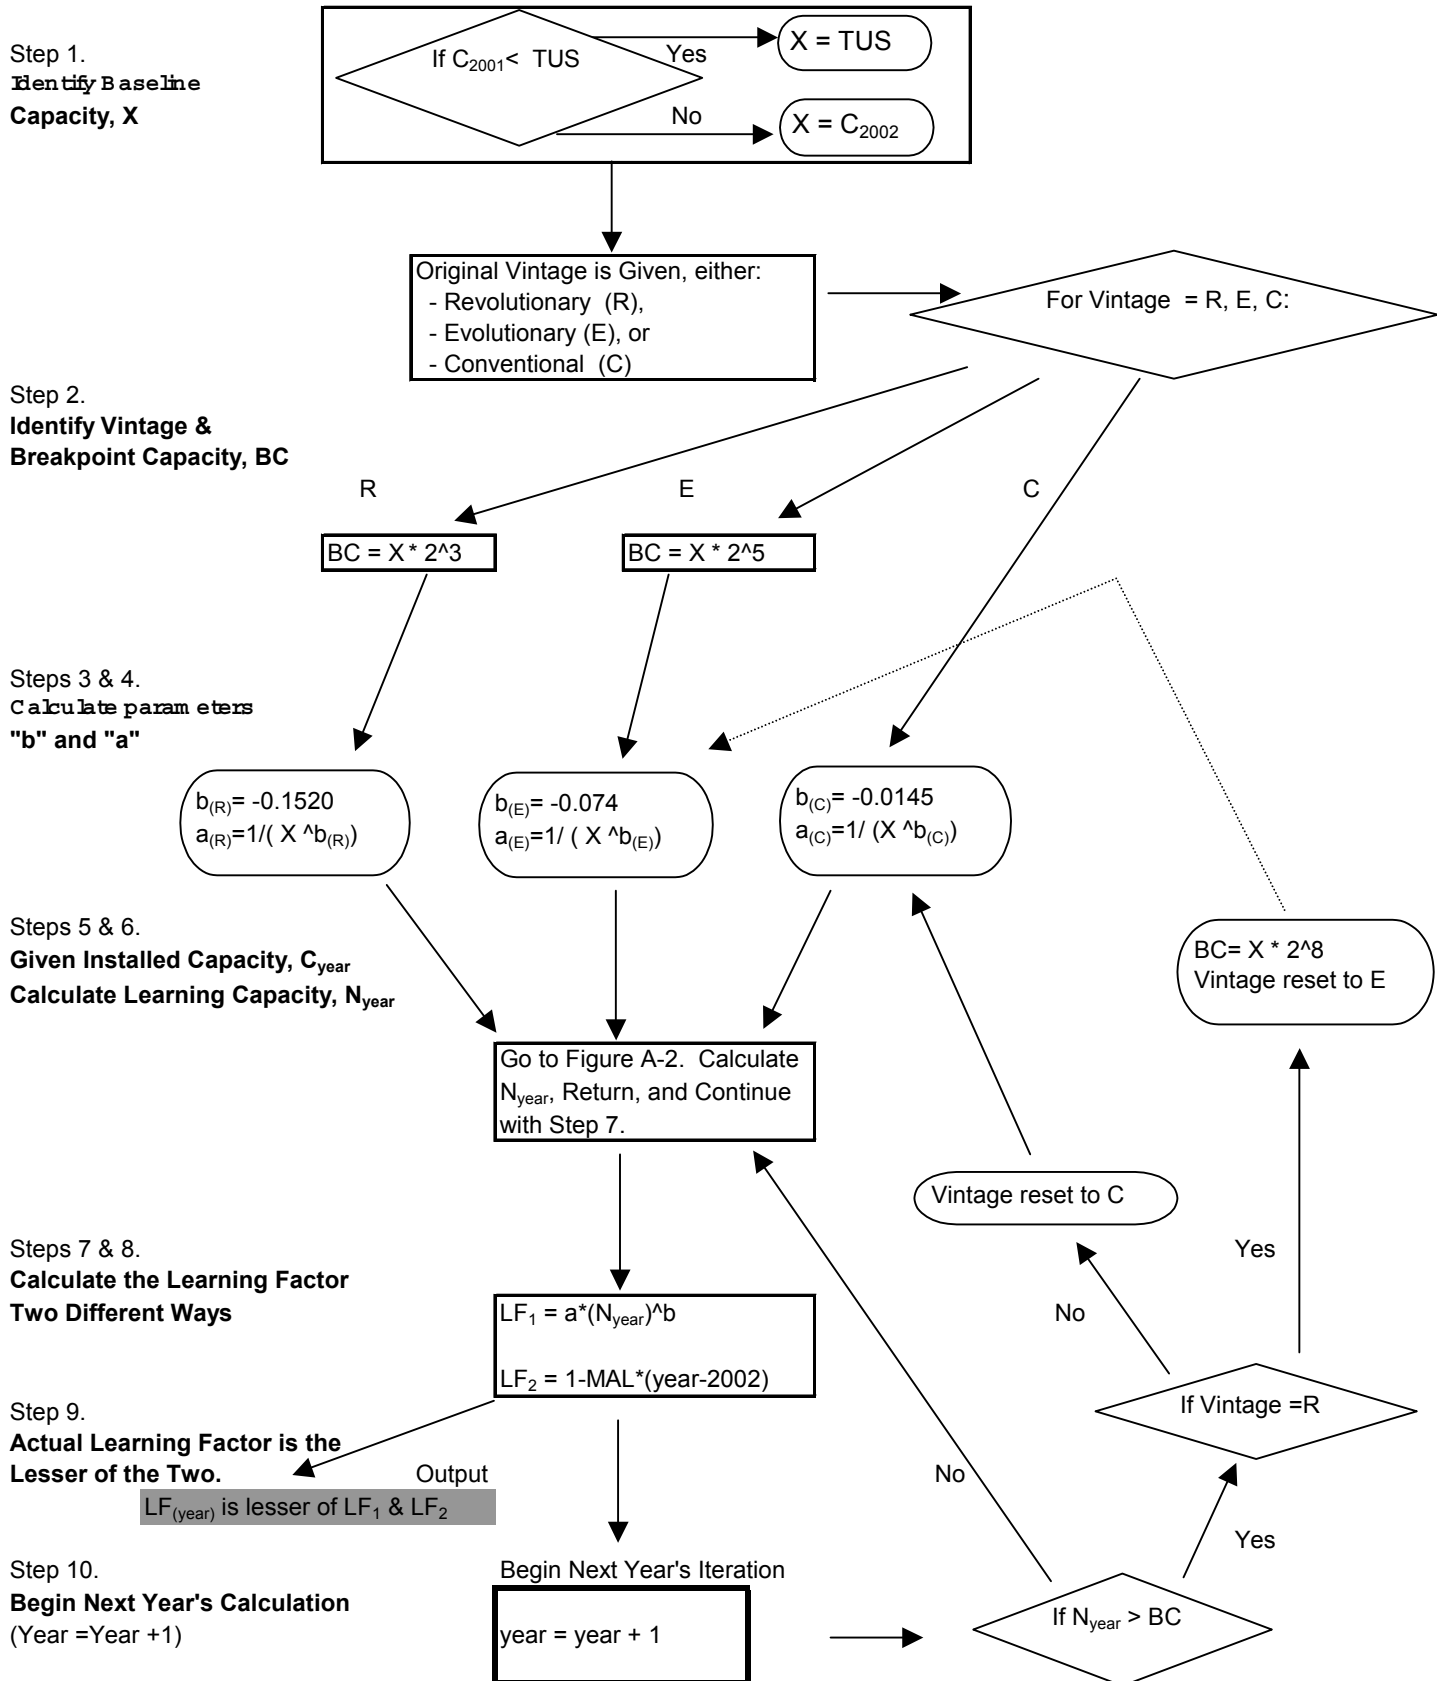 Step 1.
Identify Baseline
Capacity, X
If C2001< TUS
Yes
X = TUS
No
X = C2002
Original Vintage is Given, either:
- Revolutionary (R),
- Evolutionary (E), or
- Conventional (C)
For Vintage = R, E, C:
Step 2.
Identify Vintage &
Breakpoint Capacity, BC
R
E
C
BC = X * 2^3
BC = X * 2^5
Steps 3 & 4.
Calculate parameters
"b" and "a"
b(R)= -0.1520
a(R)=1/( X ^b(R))
b(E)= -0.074
a(E)=1/ ( X ^b(E))
b(C)= -0.0145
a(C)=1/ (X ^b(C))
Steps 5 & 6.
Given Installed Capacity, Cyear
Calculate Learning Capacity, Nyear
BC= X * 2^8
Vintage reset to E
Go to Figure A-2. Calculate
Nyear, Return, and Continue
with Step 7.
Vintage reset to C
Steps 7 & 8.
Calculate the Learning Factor
Two Different Ways
Yes
No
LF1 = a*(Nyear)^b
LF2 = 1-MAL*(year-2002)
If Vintage =R
Step 9.
Actual Learning Factor is the
Lesser of the Two.
Output
No
LF(year) is lesser of LF1 & LF2
Yes
Step 10.
Begin Next Year's Calculation
(Year =Year +1)
Begin Next Year's Iteration
year = year + 1
If Nyear > BC